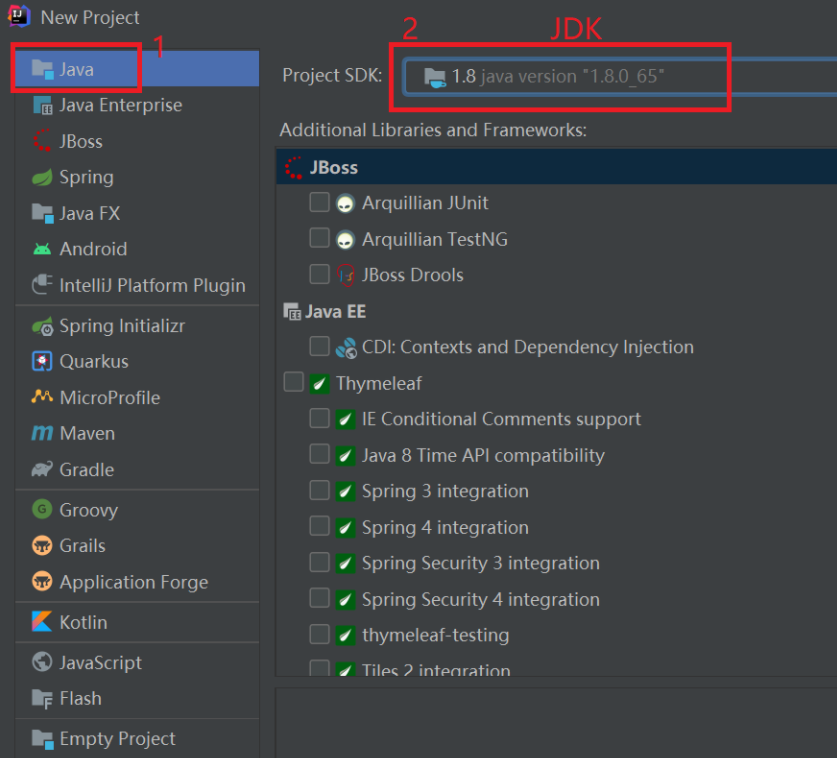 New Project
1
Java
Java Enterprise
JBoss
Spring
Java FX
Android
IntelliJ Platform Plugin
Spring Initializr
Quarkus
MicroProfile
Maven
Gradle
Groovy
Grails
Application Forge
Kotlin
JavaScript
Flash
Empty Project
2 JDK
Project SDK: 1.8 java version "1.8.0_65"
Additional Libraries and Frameworks:
JBoss
Arquillian JUnit
Arquillian TestNG
JBoss Drools
Java EE
CDI: Contexts and Dependency Injection
Thymeleaf
IE Conditional Comments support
Java 8 Time API compatibility
Spring 3 integration
Spring 4 integration
Spring Security 3 integration
Spring Security 4 integration
thymeleaf-testing
Tiles 2 integration